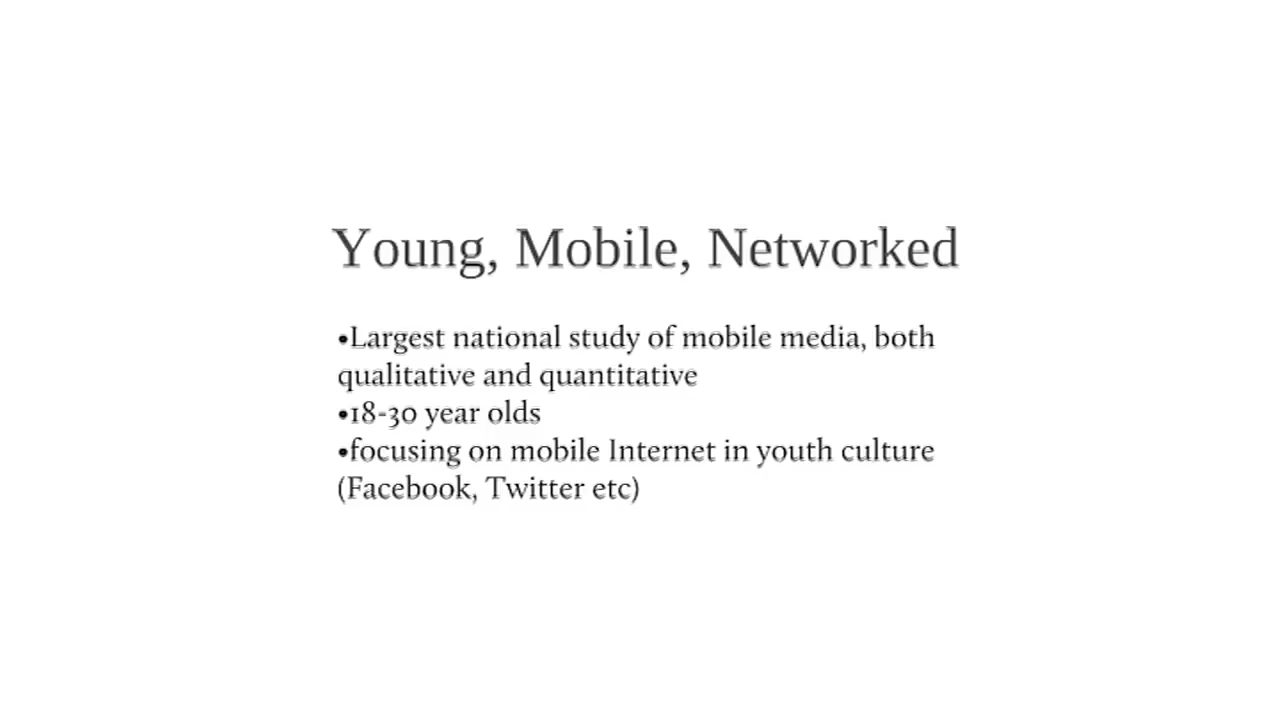 Young, Mobile, Networked
•Largest national study of mobile media, both
qualitative and quantitative
•18-30 year olds
•focusing on mobile Internet in youth culture
(Facebook, Twitter etc)